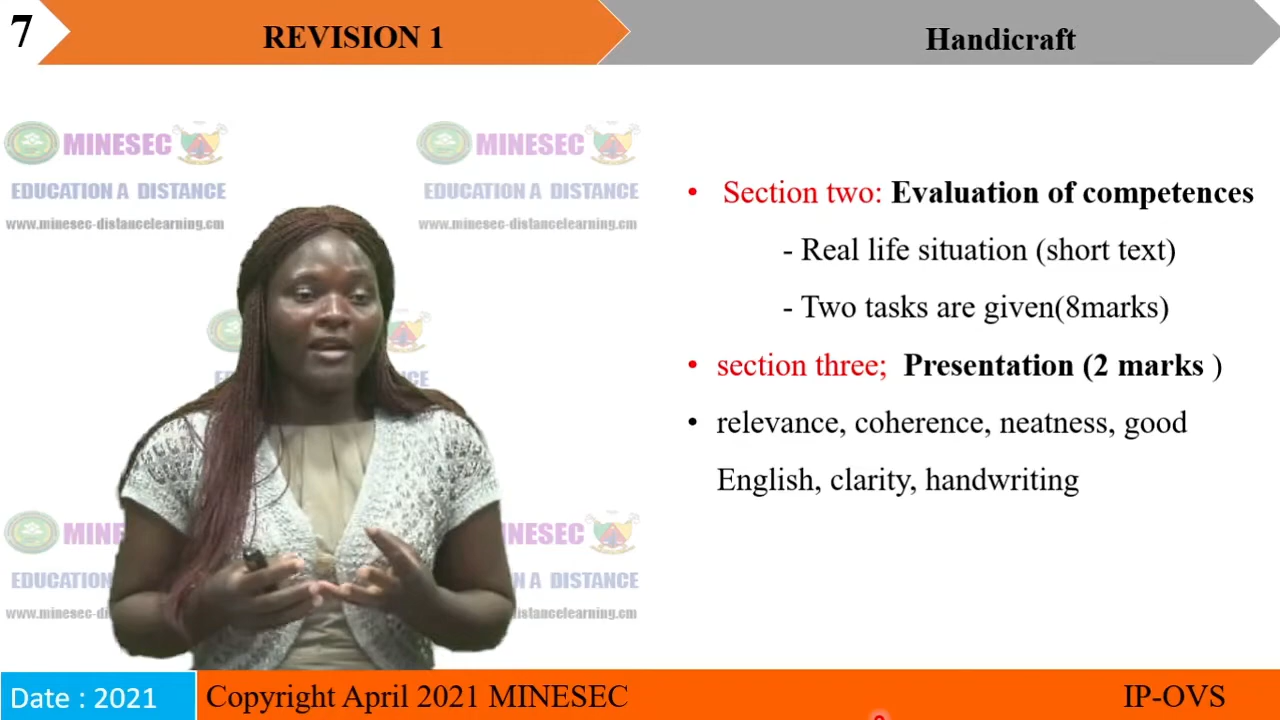 7
REVISION 1
Handicraft
MINESEC
MINESEC
EDUCATION A DISTANCE
EDUCATION A DISTANCE
www.minesec-distancelearning.cm
www.minesec-distancelearning.cm
• Section two: Evaluation of competences
- Real life situation (short text)
- Two tasks are given(8marks)
• section three; Presentation (2 marks )
• relevance, coherence, neatness, good
English, clarity, handwriting
Date : 2021
Copyright April 2021 MINESEC
IP-OVS